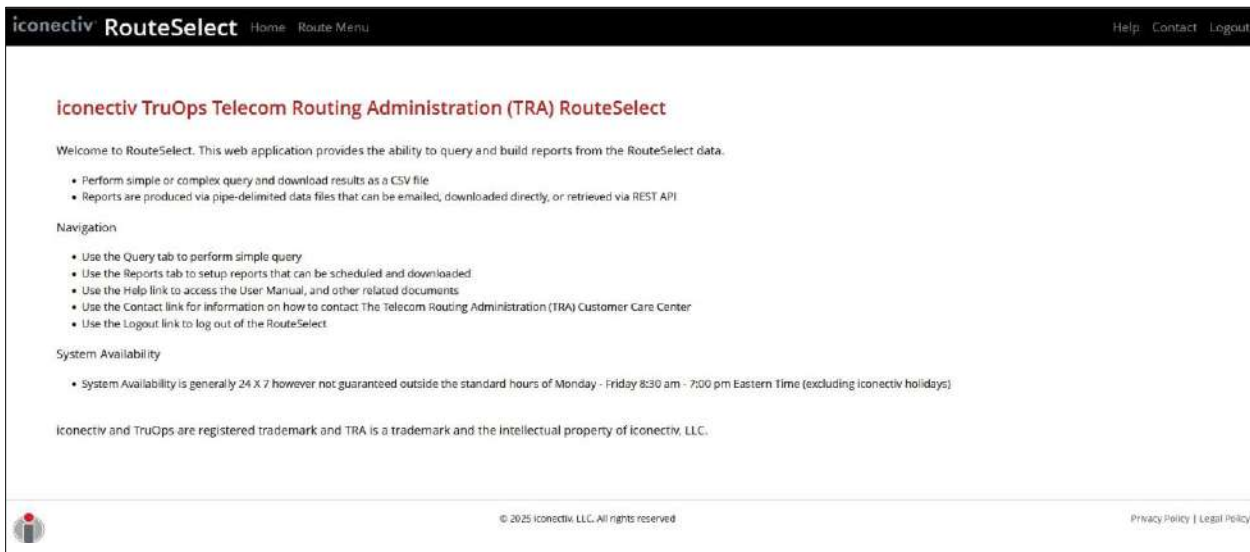 iconectiv RouteSelect Home Route Menu Help Contact Logout
iconectiv TruOps Telecom Routing Administration (TRA) RouteSelect
Welcome to RouteSelect. This web application provides the ability to query and build reports from the RouteSelect data.
• Perform simple or complex query and download results as a CSV file
• Reports are produced via pipe-delimited data files that can be emailed, downloaded directly, or retrieved via REST API
Navigation
• Use the Query tab to perform simple query
• Use the Reports tab to setup reports that can be scheduled and downloaded
• Use the Help link to access the User Manual, and other related documents
• Use the Contact link for information on how to contact The Telecom Routing Administration (TRA) Customer Care Center
• Use the Logout link to log out of the RouteSelect
System Availability
• System Availability is generally 24 X 7 however not guaranteed outside the standard hours of Monday - Friday 8:30 am - 7:00 pm Eastern Time (excluding iconectiv holidays)
iconectiv and TruOps are registered trademark and TRA is a trademark and the intellectual property of iconectiv, LLC.
© 2025 iconectiv, LLC. All rights reserved
Privacy Policy | Legal Policy